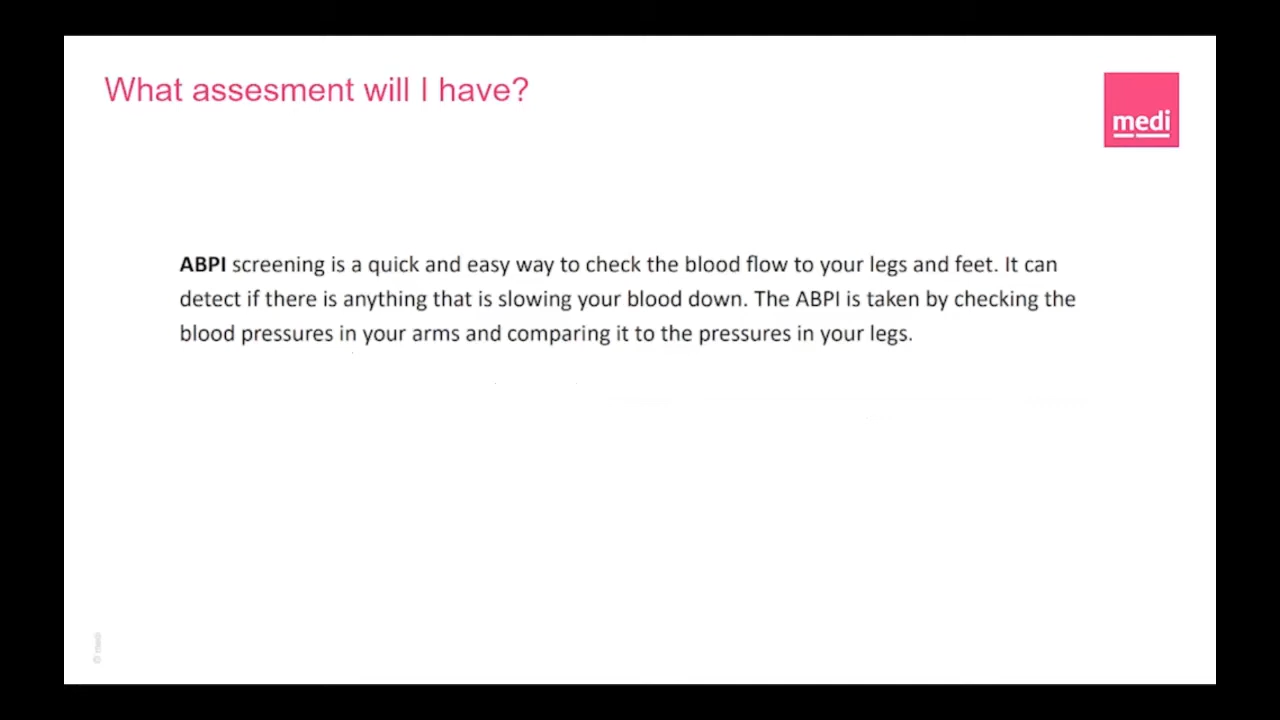 What assesment will I have?
medi
ABPI screening is a quick and easy way to check the blood flow to your legs and feet. It can
detect if there is anything that is slowing your blood down. The ABPI is taken by checking the
blood pressures in your arms and comparing it to the pressures in your legs.
© medi